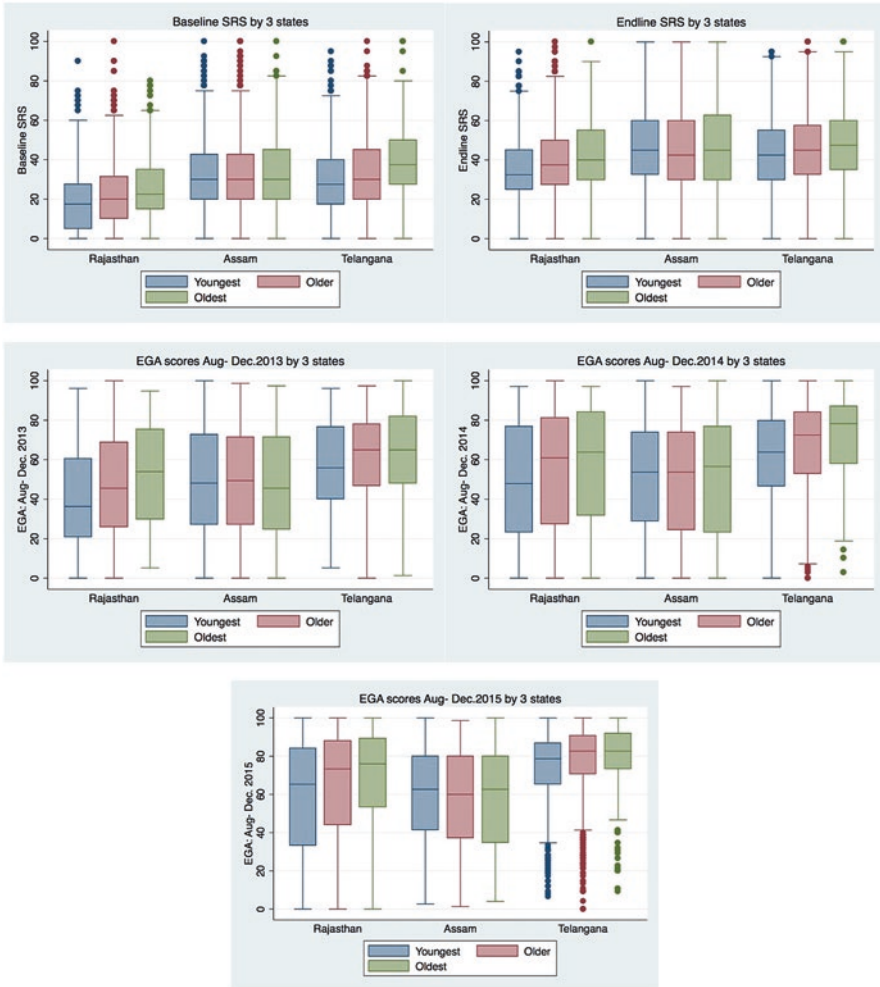 Baseline SRS by 3 states
Baseline SRS
100
80
60
40
20
0
Rajasthan Assam Telangana
Youngest Older
Oldest
Endline SRS by 3 states
Endline SRS
100
80
60
40
20
0
Rajasthan Assam Telangana
Youngest Older
Oldest
EGA scores Aug- Dec.2013 by 3 states
EGA: Aug- Dec. 2013
100
80
60
40
20
0
Rajasthan Assam Telangana
Youngest Older
Oldest
EGA scores Aug- Dec.2014 by 3 states
EGA: Aug- Dec. 2014
100
80
60
40
20
0
Rajasthan Assam Telangana
Youngest Older
Oldest
EGA scores Aug- Dec.2015 by 3 states
EGA: Aug- Dec. 2015
100
80
60
40
20
0
Rajasthan Assam Telangana
Youngest Older
Oldest